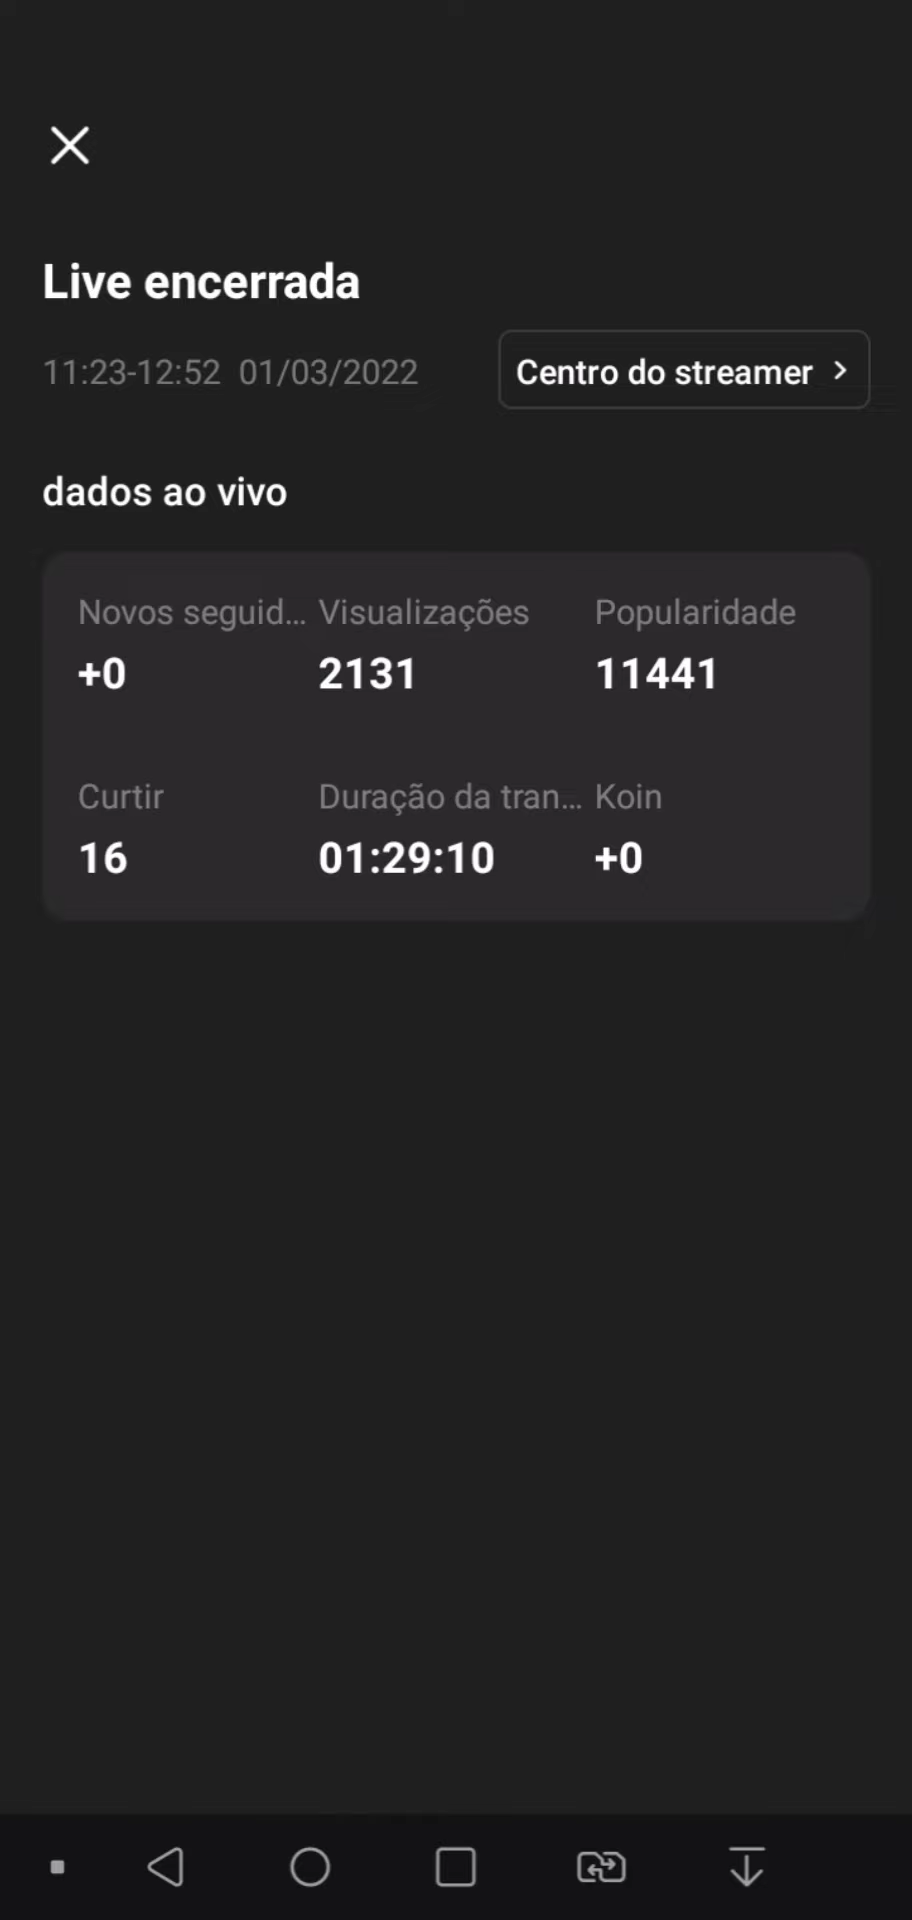 Live encerrada
11:23-12:52 01/03/2022
Centro do streamer
dados ao vivo
Novos seguid... Visualizações Popularidade
+0 2131 11441
Curtir Duração da tran... Koin
16 01:29:10 +0